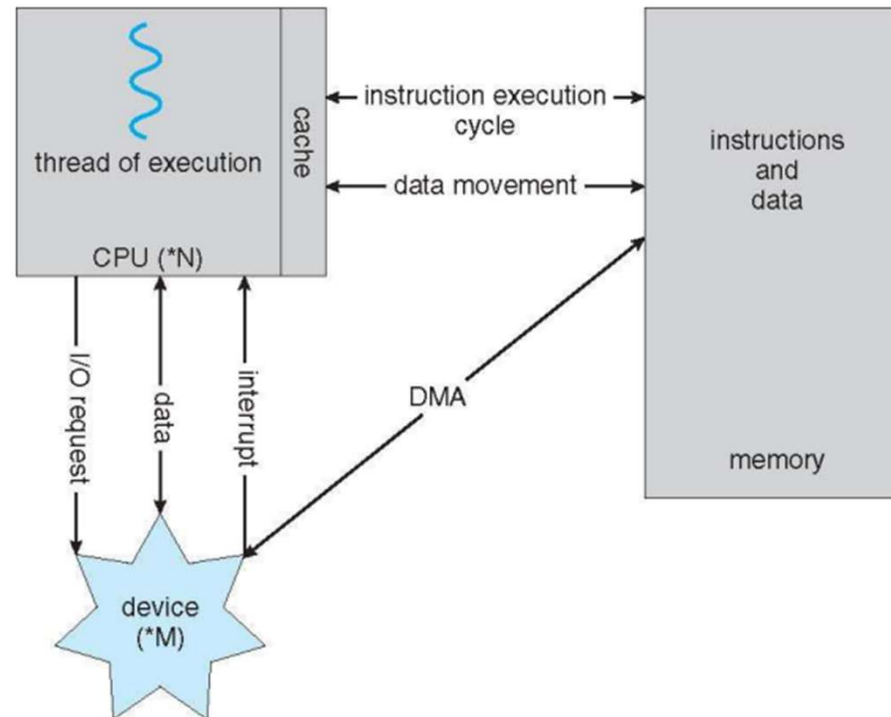 thread of execution
CPU (*N)
cache
instruction execution
cycle
data movement
instructions
and
data
memory
I/O request
data
interrupt
DMA
device
(*M)